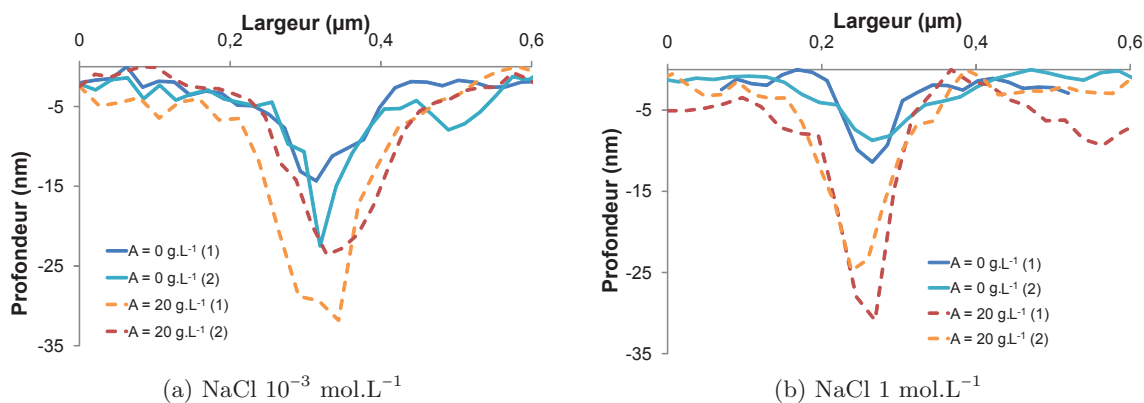 Largeur (µm)
0 0,2 0,4 0,6
-5
-15
-25
-35
Profondeur (nm)
A = 0 g.L⁻¹ (1)
A = 0 g.L⁻¹ (2)
A = 20 g.L⁻¹ (1)
A = 20 g.L⁻¹ (2)
(a) NaCl 10⁻³ mol.L⁻¹
Largeur (µm)
0 0,2 0,4 0,6
-5
-15
-25
-35
Profondeur (nm)
A = 0 g.L⁻¹ (1)
A = 0 g.L⁻¹ (2)
A = 20 g.L⁻¹ (1)
A = 20 g.L⁻¹ (2)
(b) NaCl 1 mol.L⁻¹